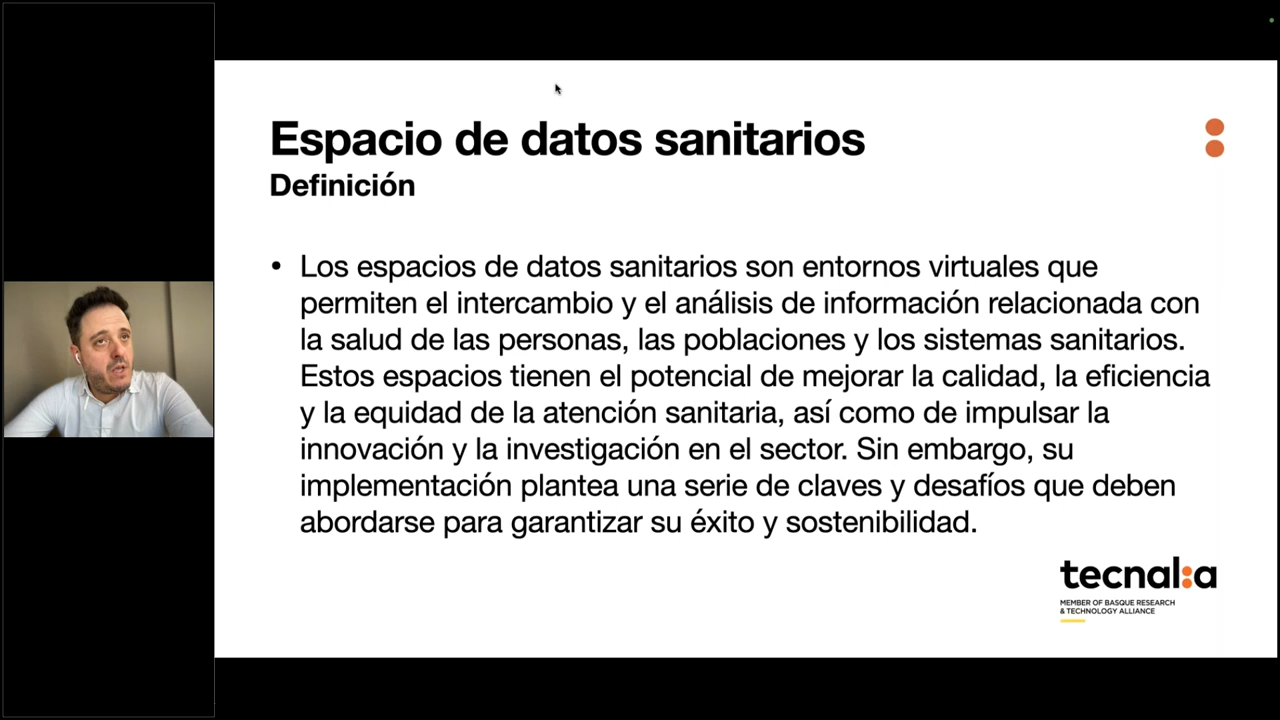 Espacio de datos sanitarios
Definición
• Los espacios de datos sanitarios son entornos virtuales que
permiten el intercambio y el análisis de información relacionada con
la salud de las personas, las poblaciones y los sistemas sanitarios.
Estos espacios tienen el potencial de mejorar la calidad, la eficiencia
y la equidad de la atención sanitaria, así como de impulsar la
innovación y la investigación en el sector. Sin embargo, su
implementación plantea una serie de claves y desafíos que deben
abordarse para garantizar su éxito y sostenibilidad.
tecnal:a
MEMBER OF BASQUE RESEARCH
& TECHNOLOGY ALLIANCE